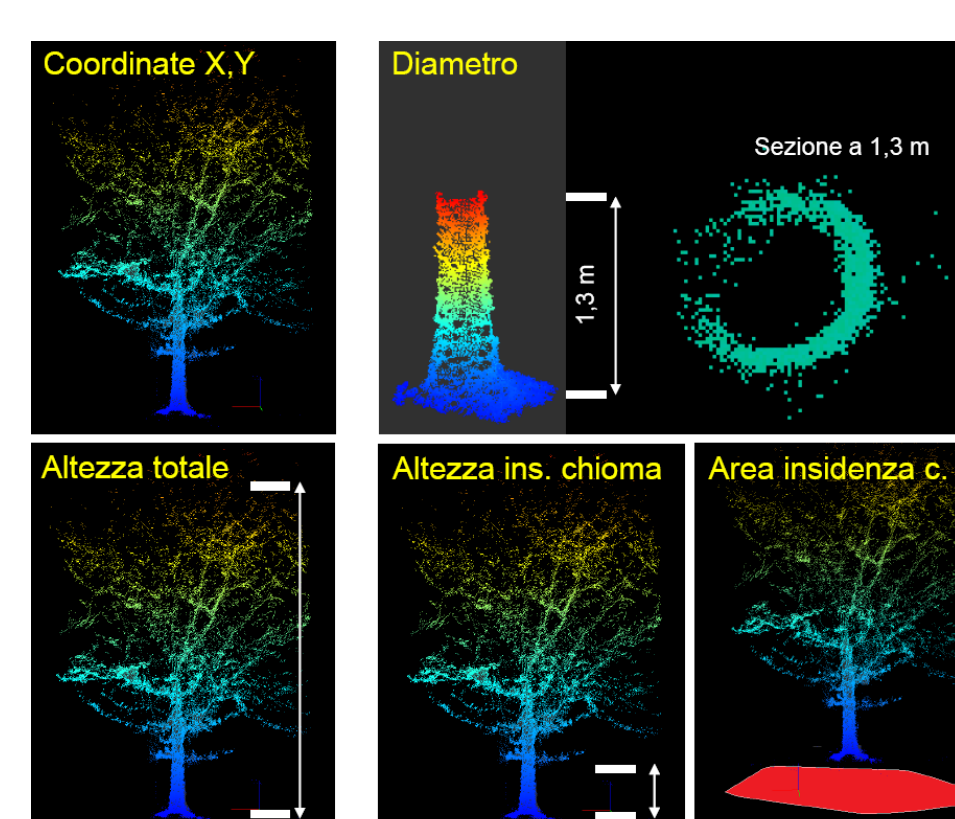 Coordinate X,Y
Diametro
Sezione a 1,3 m
1,3 m
Altezza totale
Altezza ins. chioma
Area insidenza c.